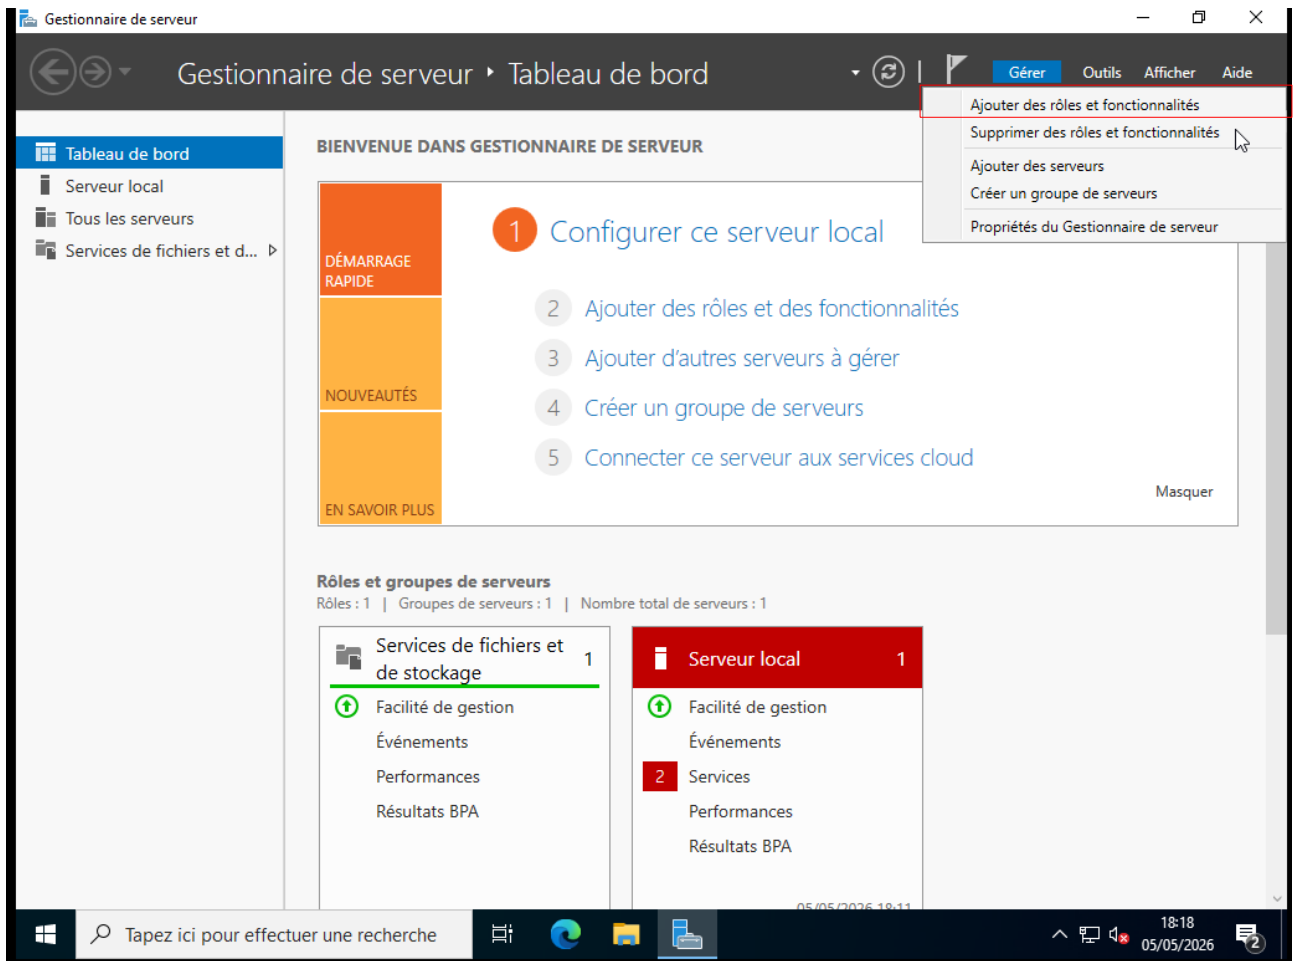 Gestionnaire de serveur
Gestionnaire de serveur ‣ Tableau de bord
Gérer
Outils
Afficher
Aide
Ajouter des rôles et fonctionnalités
Supprimer des rôles et fonctionnalités
Ajouter des serveurs
Créer un groupe de serveurs
Propriétés du Gestionnaire de serveur
Tableau de bord
Serveur local
Tous les serveurs
Services de fichiers et d...
BIENVENUE DANS GESTIONNAIRE DE SERVEUR
DÉMARRAGE
RAPIDE
NOUVEAUTÉS
EN SAVOIR PLUS
1 Configurer ce serveur local
2 Ajouter des rôles et des fonctionnalités
3 Ajouter d’autres serveurs à gérer
4 Créer un groupe de serveurs
5 Connecter ce serveur aux services cloud
Masquer
Rôles et groupes de serveurs
Rôles : 1 | Groupes de serveurs : 1 | Nombre total de serveurs : 1
Services de fichiers et
de stockage
1
Facilité de gestion
Événements
Performances
Résultats BPA
Serveur local 1
Facilité de gestion
Événements
2 Services
Performances
Résultats BPA
05/05/2026 18:11
Tapez ici pour effectuer une recherche
18:18
05/05/2026
2